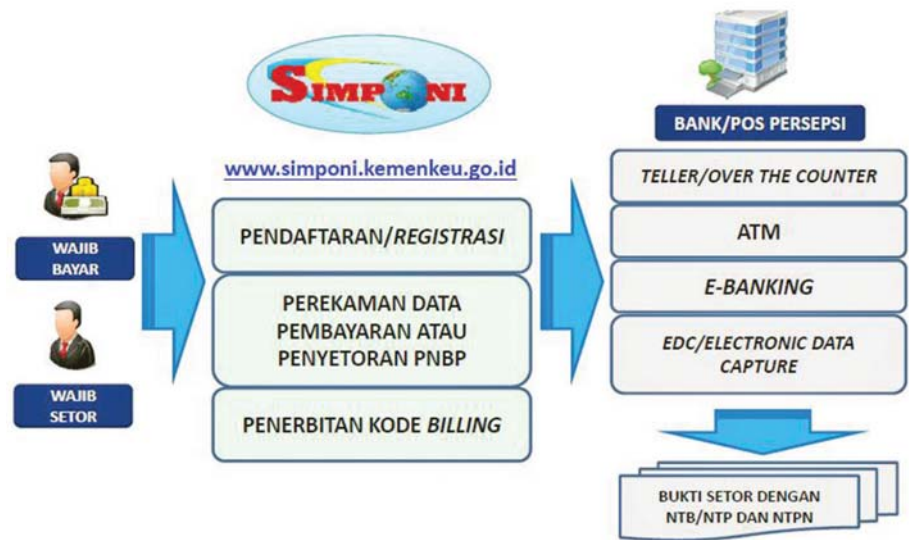 SIMPONI
www.simponi.kemenkeu.go.id
WAJIB
BAYAR
WAJIB
SETOR
PENDAFTARAN/REGISTRASI
PEREKAMAN DATA
PEMBAYARAN ATAU
PENYETORAN PNBP
PENERBITAN KODE BILLING
BANK/POS PERSEPSI
TELLER/OVER THE COUNTER
ATM
E-BANKING
EDC/ELECTRONIC DATA
CAPTURE
BUKTI SETOR DENGAN
NTB/NTP DAN NTPN